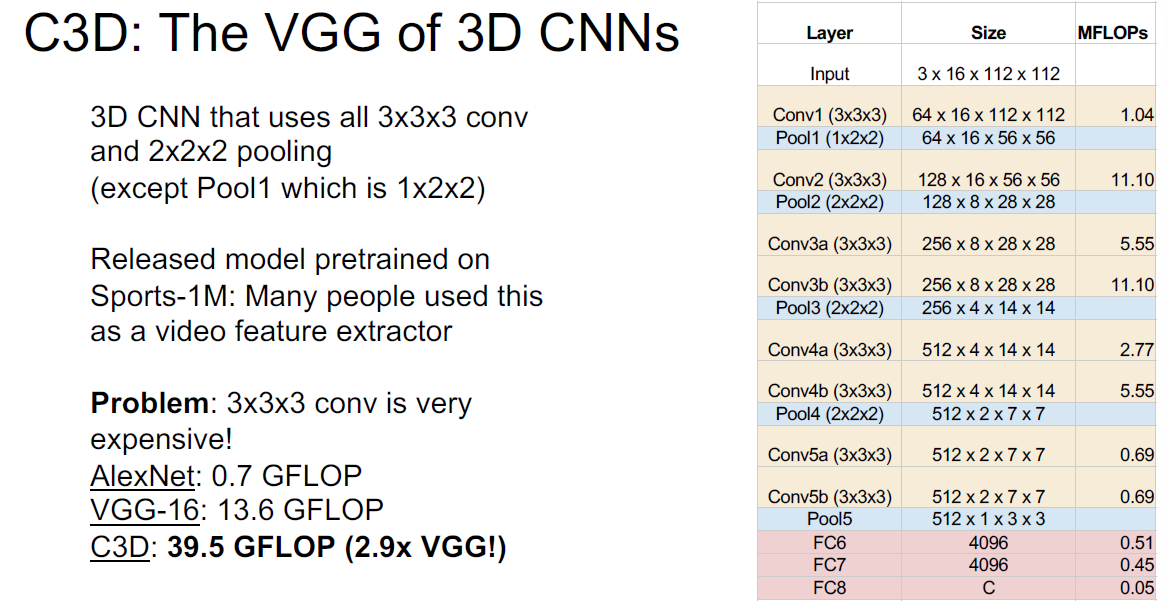 C3D: The VGG of 3D CNNs
3D CNN that uses all 3x3x3 conv
and 2x2x2 pooling
(except Pool1 which is 1x2x2)
Released model pretrained on
Sports-1M: Many people used this
as a video feature extractor
Problem: 3x3x3 conv is very
expensive!
AlexNet: 0.7 GFLOP
VGG-16: 13.6 GFLOP
C3D: 39.5 GFLOP (2.9x VGG!)
Layer Size MFLOPs
Input 3 x 16 x 112 x 112
Conv1 (3x3x3) 64 x 16 x 112 x 112 1.04
Pool1 (1x2x2) 64 x 16 x 56 x 56
Conv2 (3x3x3) 128 x 16 x 56 x 56 11.10
Pool2 (2x2x2) 128 x 8 x 28 x 28
Conv3a (3x3x3) 256 x 8 x 28 x 28 5.55
Conv3b (3x3x3) 256 x 8 x 28 x 28 11.10
Pool3 (2x2x2) 256 x 4 x 14 x 14
Conv4a (3x3x3) 512 x 4 x 14 x 14 2.77
Conv4b (3x3x3) 512 x 4 x 14 x 14 5.55
Pool4 (2x2x2) 512 x 2 x 7 x 7
Conv5a (3x3x3) 512 x 2 x 7 x 7 0.69
Conv5b (3x3x3) 512 x 2 x 7 x 7 0.69
Pool5 512 x 1 x 3 x 3
FC6 4096 0.51
FC7 4096 0.45
FC8 C 0.05